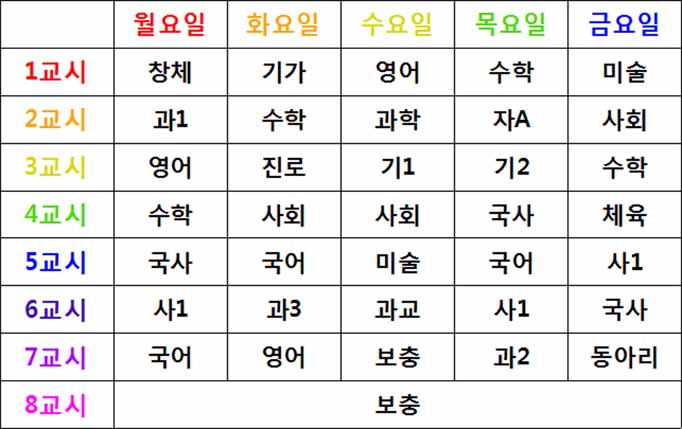 월요일 화요일 수요일 목요일 금요일
1교시 창체 기가 영어 수학 미술
2교시 과1 수학 과학 자A 사회
3교시 영어 진로 기1 기2 수학
4교시 수학 사회 사회 국사 체육
5교시 국사 국어 미술 국어 사1
6교시 사1 과3 과교 사1 국사
7교시 국어 영어 보충 과2 동아리
8교시 보충